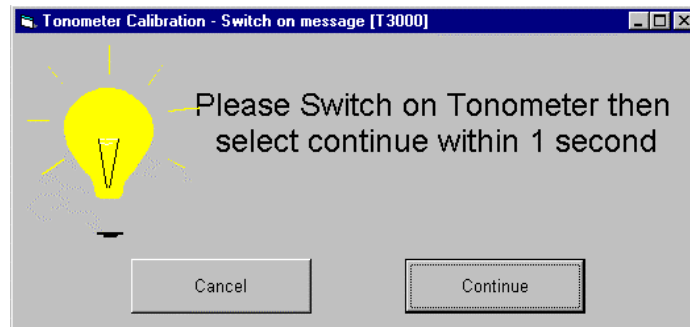 Tonometer Calibration - Switch on message [T3000]
Please Switch on Tonometer then
select continue within 1 second
Cancel
Continue